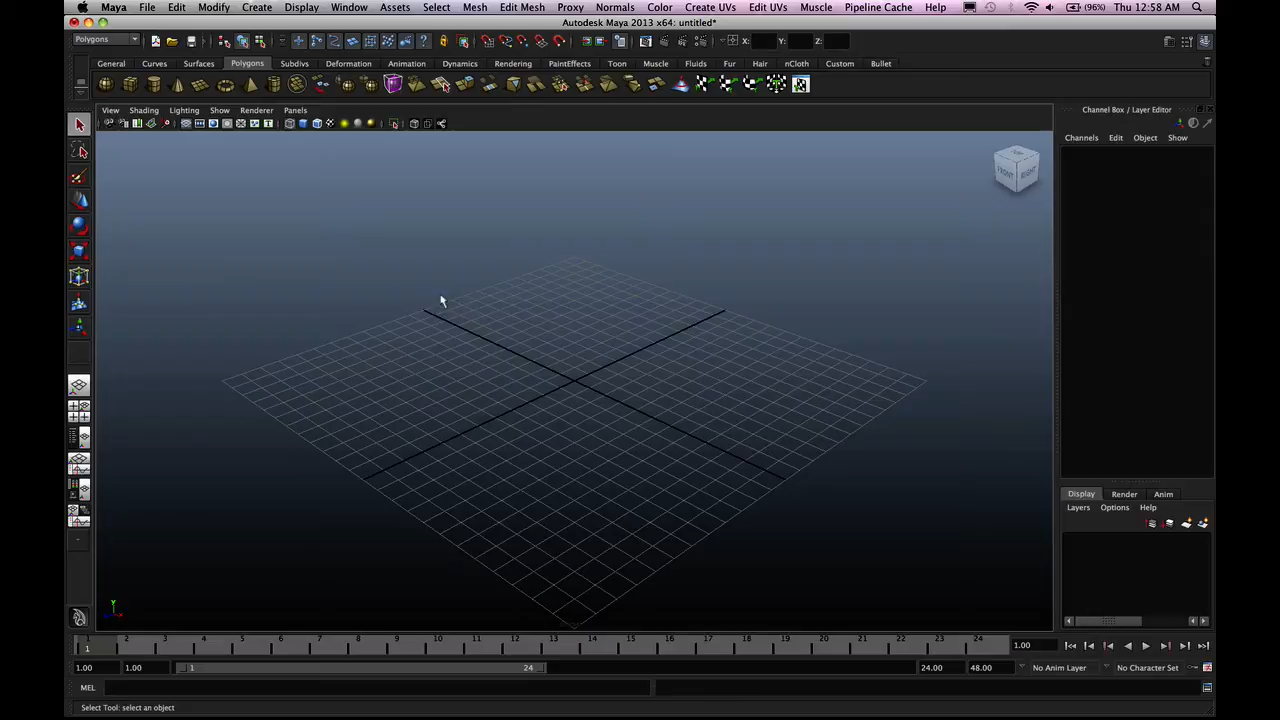 Maya File Edit Modify Create Display Window Assets Select Mesh Edit Mesh Proxy Normals Color Create UVs Edit UVs Muscle Pipeline Cache Help (96%) Thu 12:58 AM
Autodesk Maya 2013 x64: untitled*
Polygons X: Y: Z:
General Curves Surfaces Polygons Subdivs Deformation Animation Dynamics Rendering PaintEffects Toon Muscle Fluids Fur Hair nCloth Custom Bullet
View Shading Lighting Show Renderer Panels
Channel Box / Layer Editor
Channels Edit Object Show
FRONT RIGHT
Display Render Anim
Layers Options Help
Y
1 2 3 4 5 6 7 8 9 10 11 12 13 14 15 16 17 18 19 20 21 22 23 24
1 1.00
1.00 1.00 1 24 24.00 48.00 No Anim Layer No Character Set
MEL
Select Tool: select an object